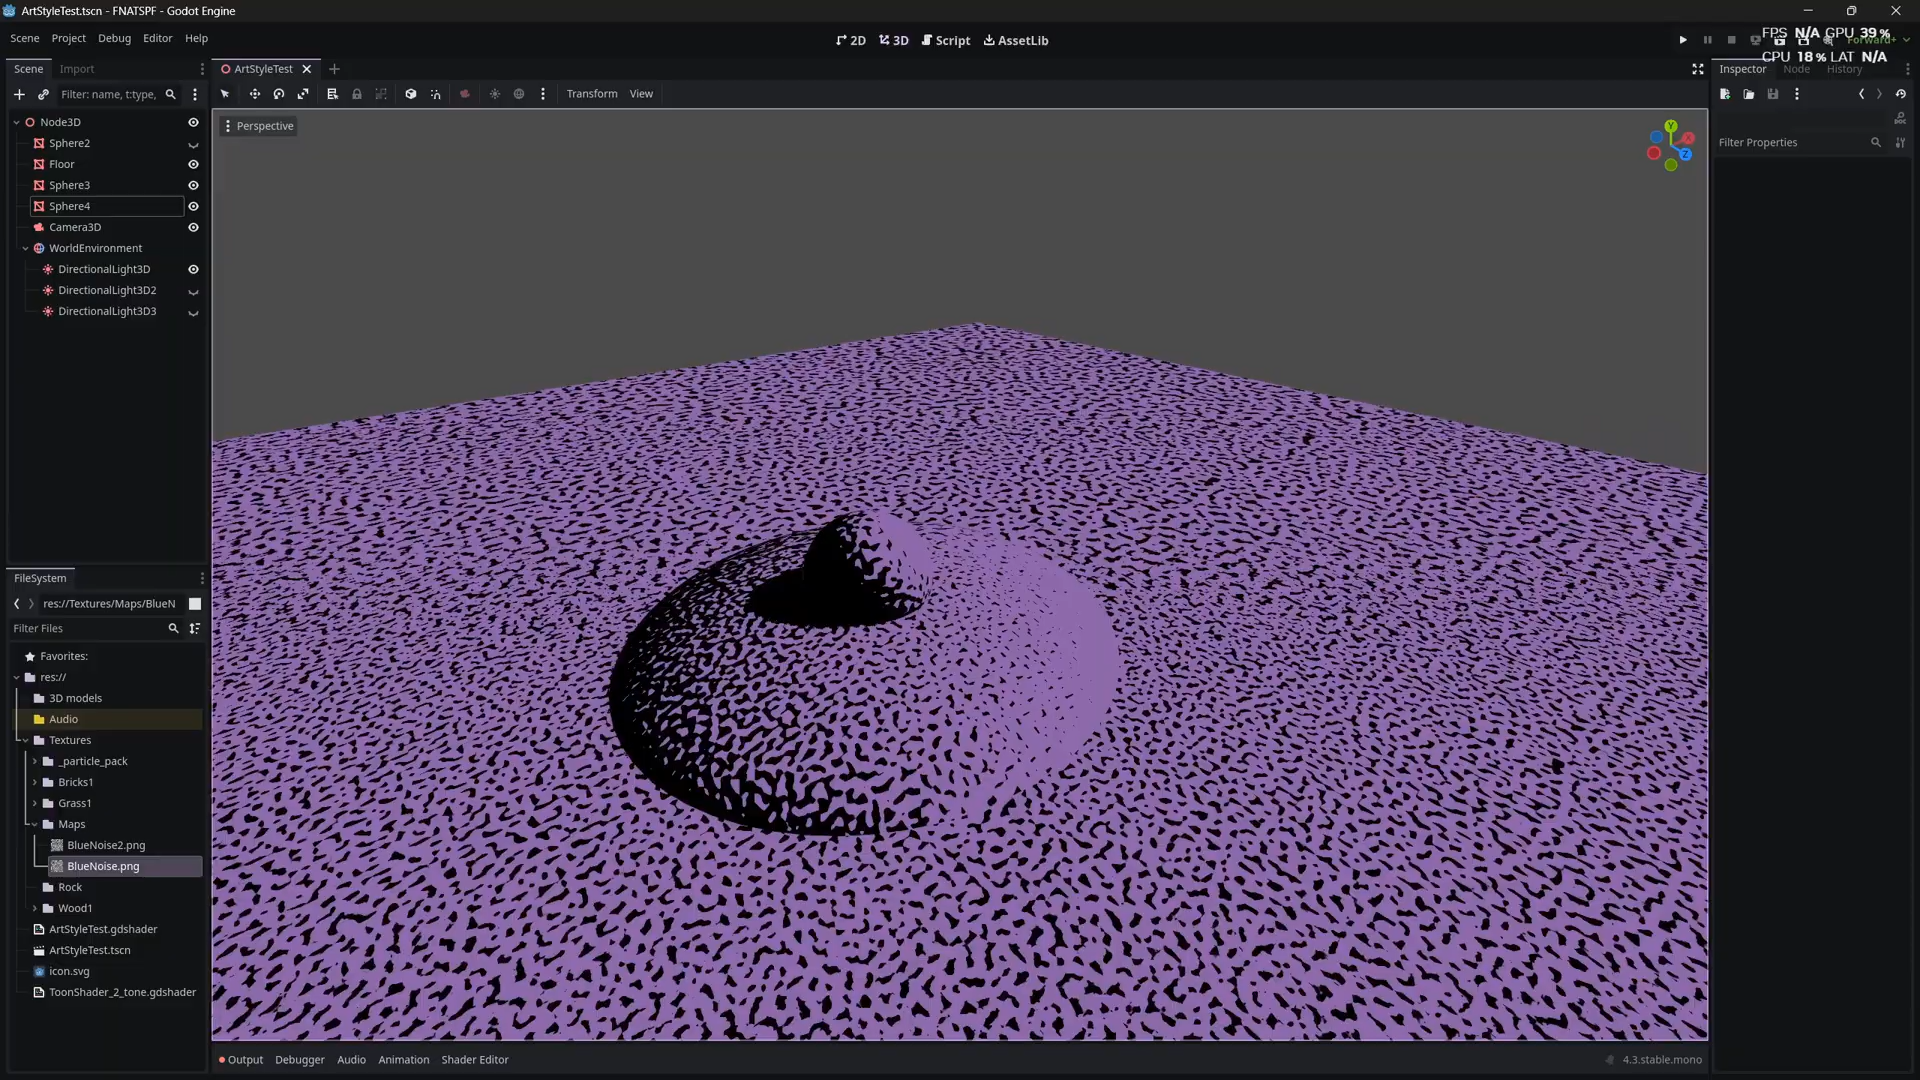 ArtStyleTest.tscn - FNATSPF - Godot Engine
Scene Project Debug Editor Help
2D 3D Script AssetLib
FPS N/A GPU 39 %
Forward+
CPU 18 % LAT N/A
Scene Import
ArtStyleTest
Inspector Node History
Filter: name, t:type,
Transform View
Perspective
Y
X
Z
Filter Properties
Node3D
Sphere2
Floor
Sphere3
Sphere4
Camera3D
WorldEnvironment
DirectionalLight3D
DirectionalLight3D2
DirectionalLight3D3
FileSystem
res://Textures/Maps/BlueN
Filter Files
Favorites:
res://
3D models
Audio
Textures
_particle_pack
Bricks1
Grass1
Maps
BlueNoise2.png
BlueNoise.png
Rock
Wood1
ArtStyleTest.gdshader
ArtStyleTest.tscn
icon.svg
ToonShader_2_tone.gdshader
Output Debugger Audio Animation Shader Editor
4.3.stable.mono